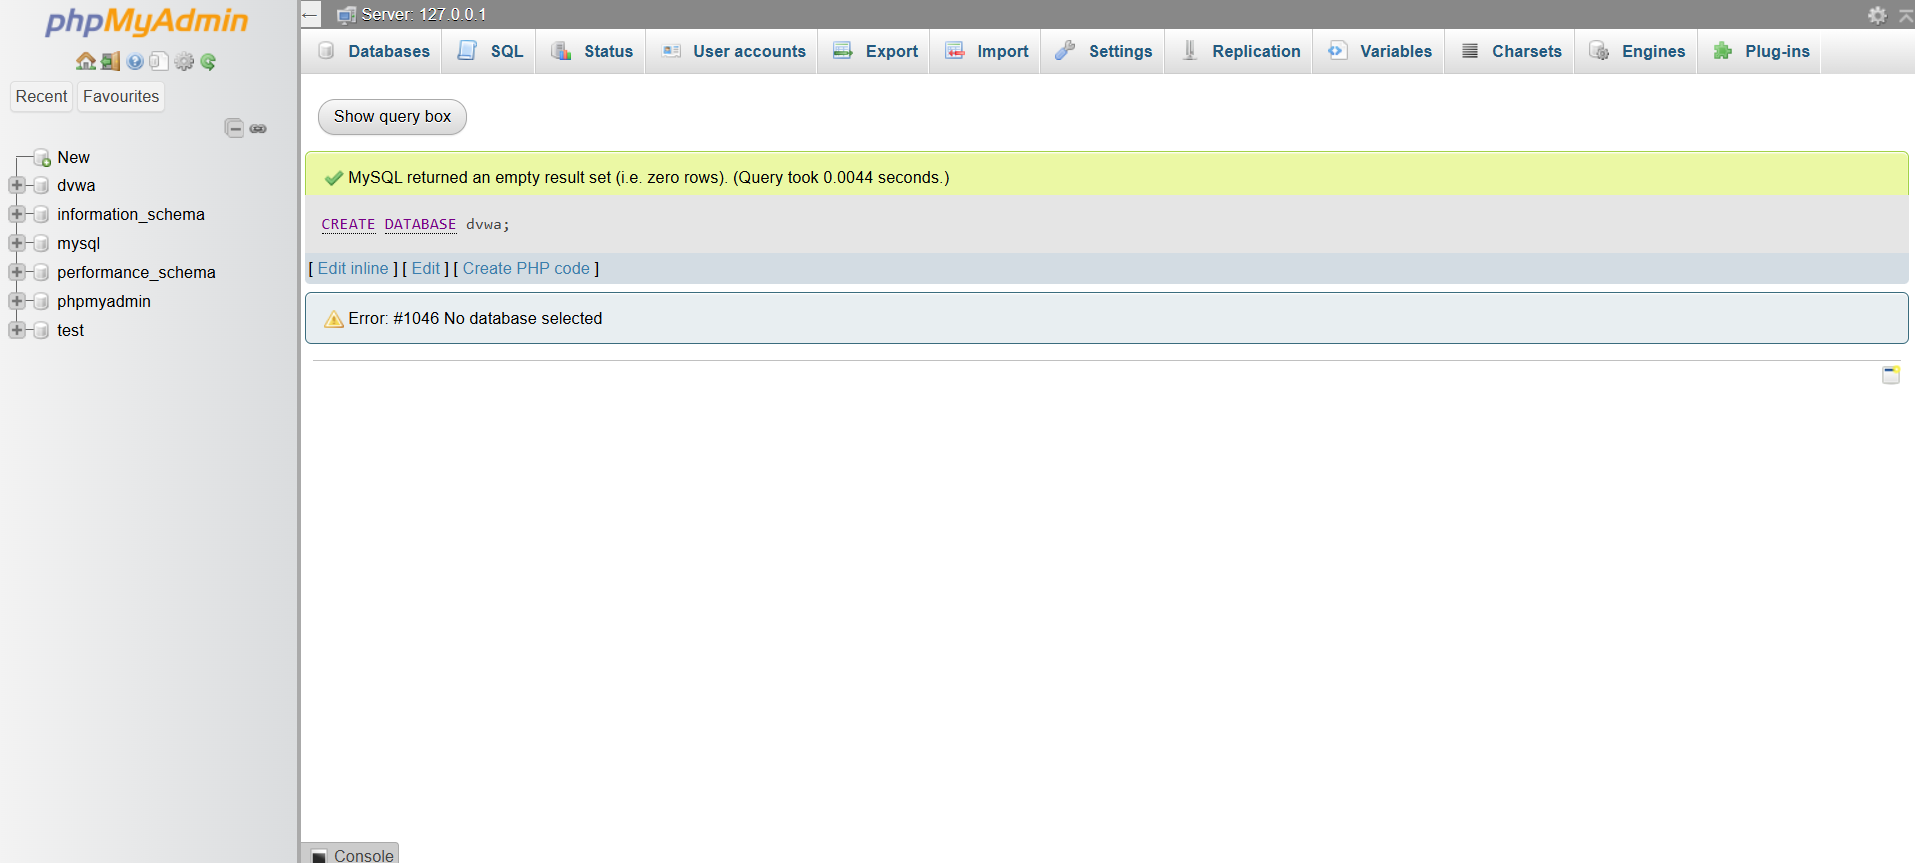 phpMyAdmin
Recent Favourites
New
dvwa
information_schema
mysql
performance_schema
phpmyadmin
test
Server: 127.0.0.1
Databases SQL Status User accounts Export Import Settings Replication Variables Charsets Engines Plug-ins
Show query box
MySQL returned an empty result set (i.e. zero rows). (Query took 0.0044 seconds.)
CREATE DATABASE dvwa;
[ Edit inline ] [ Edit ] [ Create PHP code ]
Error: #1046 No database selected
Console